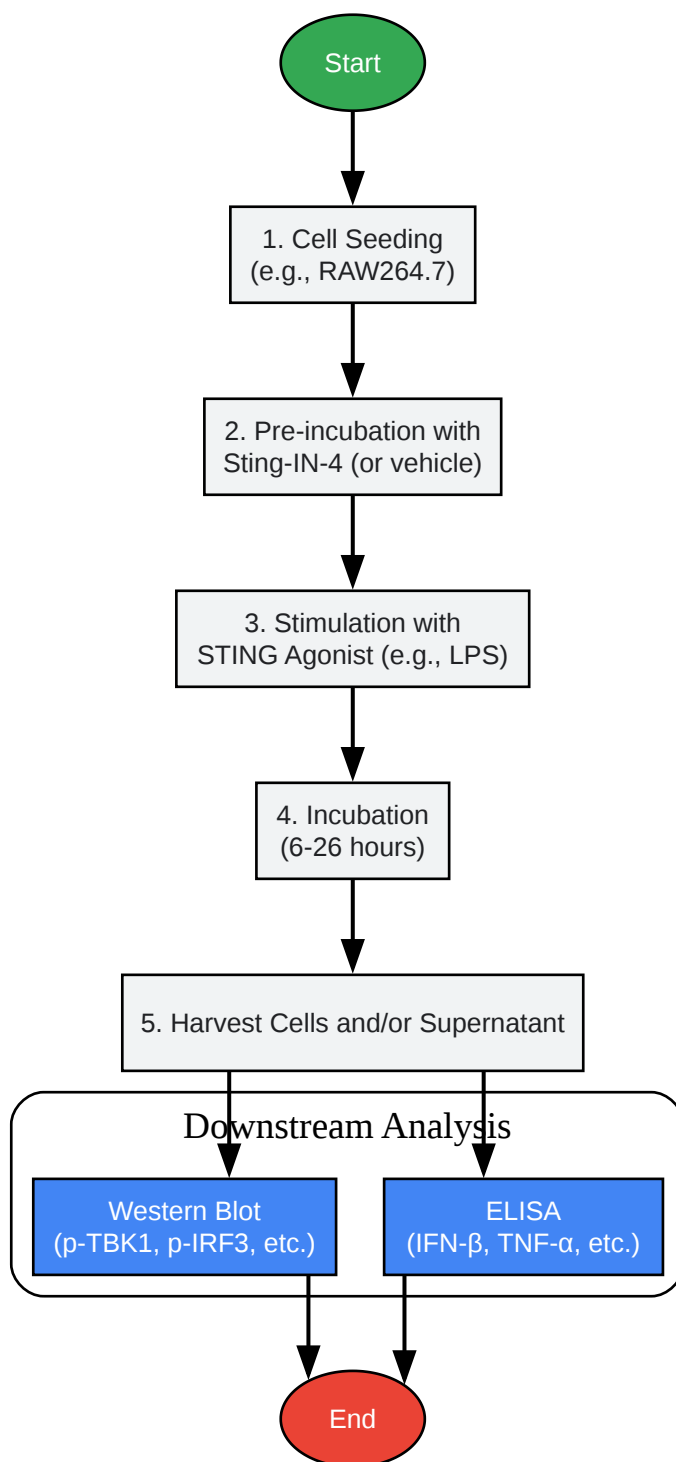 Start
1. Cell Seeding
(e.g., RAW264.7)
2. Pre-incubation with
Sting-IN-4 (or vehicle)
3. Stimulation with
STING Agonist (e.g., LPS)
4. Incubation
(6-26 hours)
5. Harvest Cells and/or Supernatant
Downstream Analysis
Western Blot
(p-TBK1, p-IRF3, etc.)
ELISA
(IFN-β, TNF-α, etc.)
End